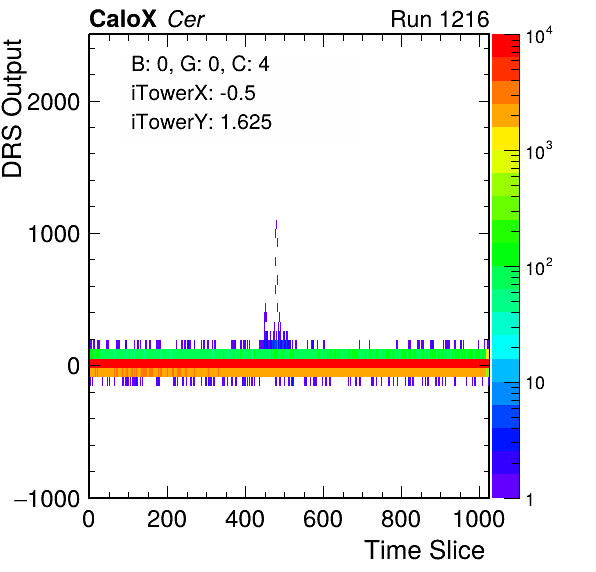 CaloX Cer Run 1216
B: 0, G: 0, C: 4
iTowerX: -0.5
iTowerY: 1.625
DRS Output
2000
1000
0
−1000
0 200 400 600 800 1000
Time Slice
10^4
10^3
10^2
10
1